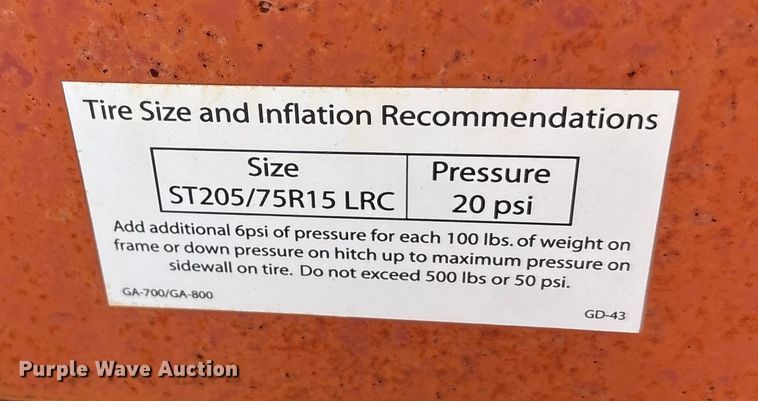 Tire Size and Inflation Recommendations
Size Pressure
ST205/75R15 LRC 20 psi
Add additional 6psi of pressure for each 100 lbs. of weight on
frame or down pressure on hitch up to maximum pressure on
sidewall on tire. Do not exceed 500 lbs or 50 psi.
GA-700/GA-800 GD-43
Purple Wave Auction